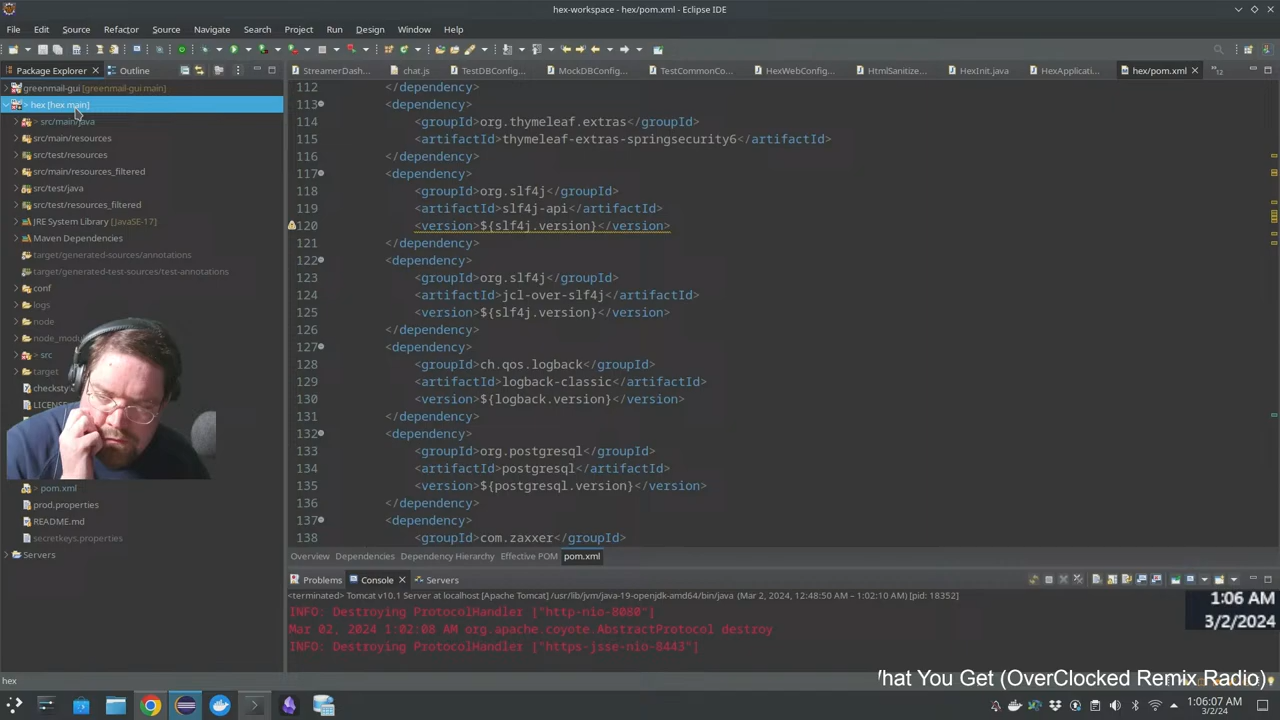 hex-workspace - hex/pom.xml - Eclipse IDE
File Edit Source Refactor Source Navigate Search Project Run Design Window Help
Package Explorer Outline
StreamerDash... chat.js TestDBConfig... MockDBConfig... TestCommonCo... HexWebConfig... HtmlSanitize... HexInit.java HexApplicati... hex/pom.xml 12
greenmail-gui [greenmail-gui main]
> hex [hex main]
> src/main/java
src/main/resources
src/test/resources
src/main/resources_filtered
src/test/java
src/test/resources_filtered
JRE System Library [JavaSE-17]
Maven Dependencies
target/generated-sources/annotations
target/generated-test-sources/test-annotations
conf
logs
node
node_modu
> src
target
checksty
LICENSE
> pom.xml
prod.properties
README.md
secretkeys.properties
Servers
112 </dependency>
113 <dependency>
114 <groupId>org.thymeleaf.extras</groupId>
115 <artifactId>thymeleaf-extras-springsecurity6</artifactId>
116 </dependency>
117 <dependency>
118 <groupId>org.slf4j</groupId>
119 <artifactId>slf4j-api</artifactId>
120 <version>${slf4j.version}</version>
121 </dependency>
122 <dependency>
123 <groupId>org.slf4j</groupId>
124 <artifactId>jcl-over-slf4j</artifactId>
125 <version>${slf4j.version}</version>
126 </dependency>
127 <dependency>
128 <groupId>ch.qos.logback</groupId>
129 <artifactId>logback-classic</artifactId>
130 <version>${logback.version}</version>
131 </dependency>
132 <dependency>
133 <groupId>org.postgresql</groupId>
134 <artifactId>postgresql</artifactId>
135 <version>${postgresql.version}</version>
136 </dependency>
137 <dependency>
138 <groupId>com.zaxxer</groupId>
Overview Dependencies Dependency Hierarchy Effective POM pom.xml
Problems Console Servers
<terminated> Tomcat v10.1 Server at localhost [Apache Tomcat] /usr/lib/jvm/java-19-openjdk-amd64/bin/java (Mar 2, 2024, 12:48:50 AM – 1:02:10 AM) [pid: 18352]
INFO: Destroying ProtocolHandler ["http-nio-8080"]
Mar 02, 2024 1:02:08 AM org.apache.coyote.AbstractProtocol destroy
INFO: Destroying ProtocolHandler ["https-jsse-nio-8443"]
1:06 AM
3/2/2024
hex
What You Get (OverClocked Remix Radio)
1:06:07 AM
3/2/24